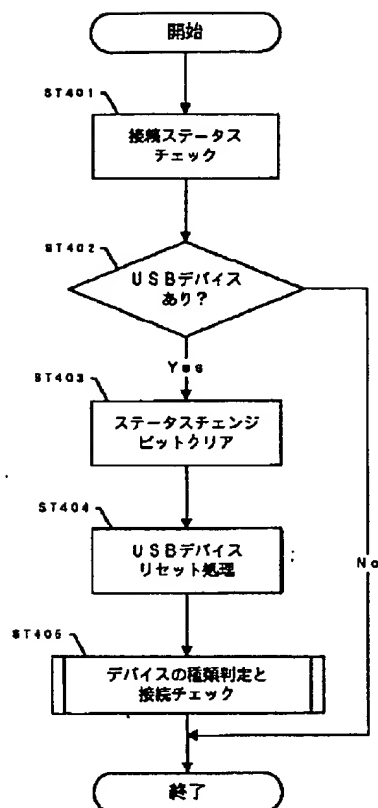 開始
ST401
接続ステータス
チェック
ST402
USBデバイス
あり?
Yes
ST403
ステータスチェンジ
ビットクリア
ST404
USBデバイス
リセット処理
No
ST405
デバイスの種類判定と
接続チェック
終了